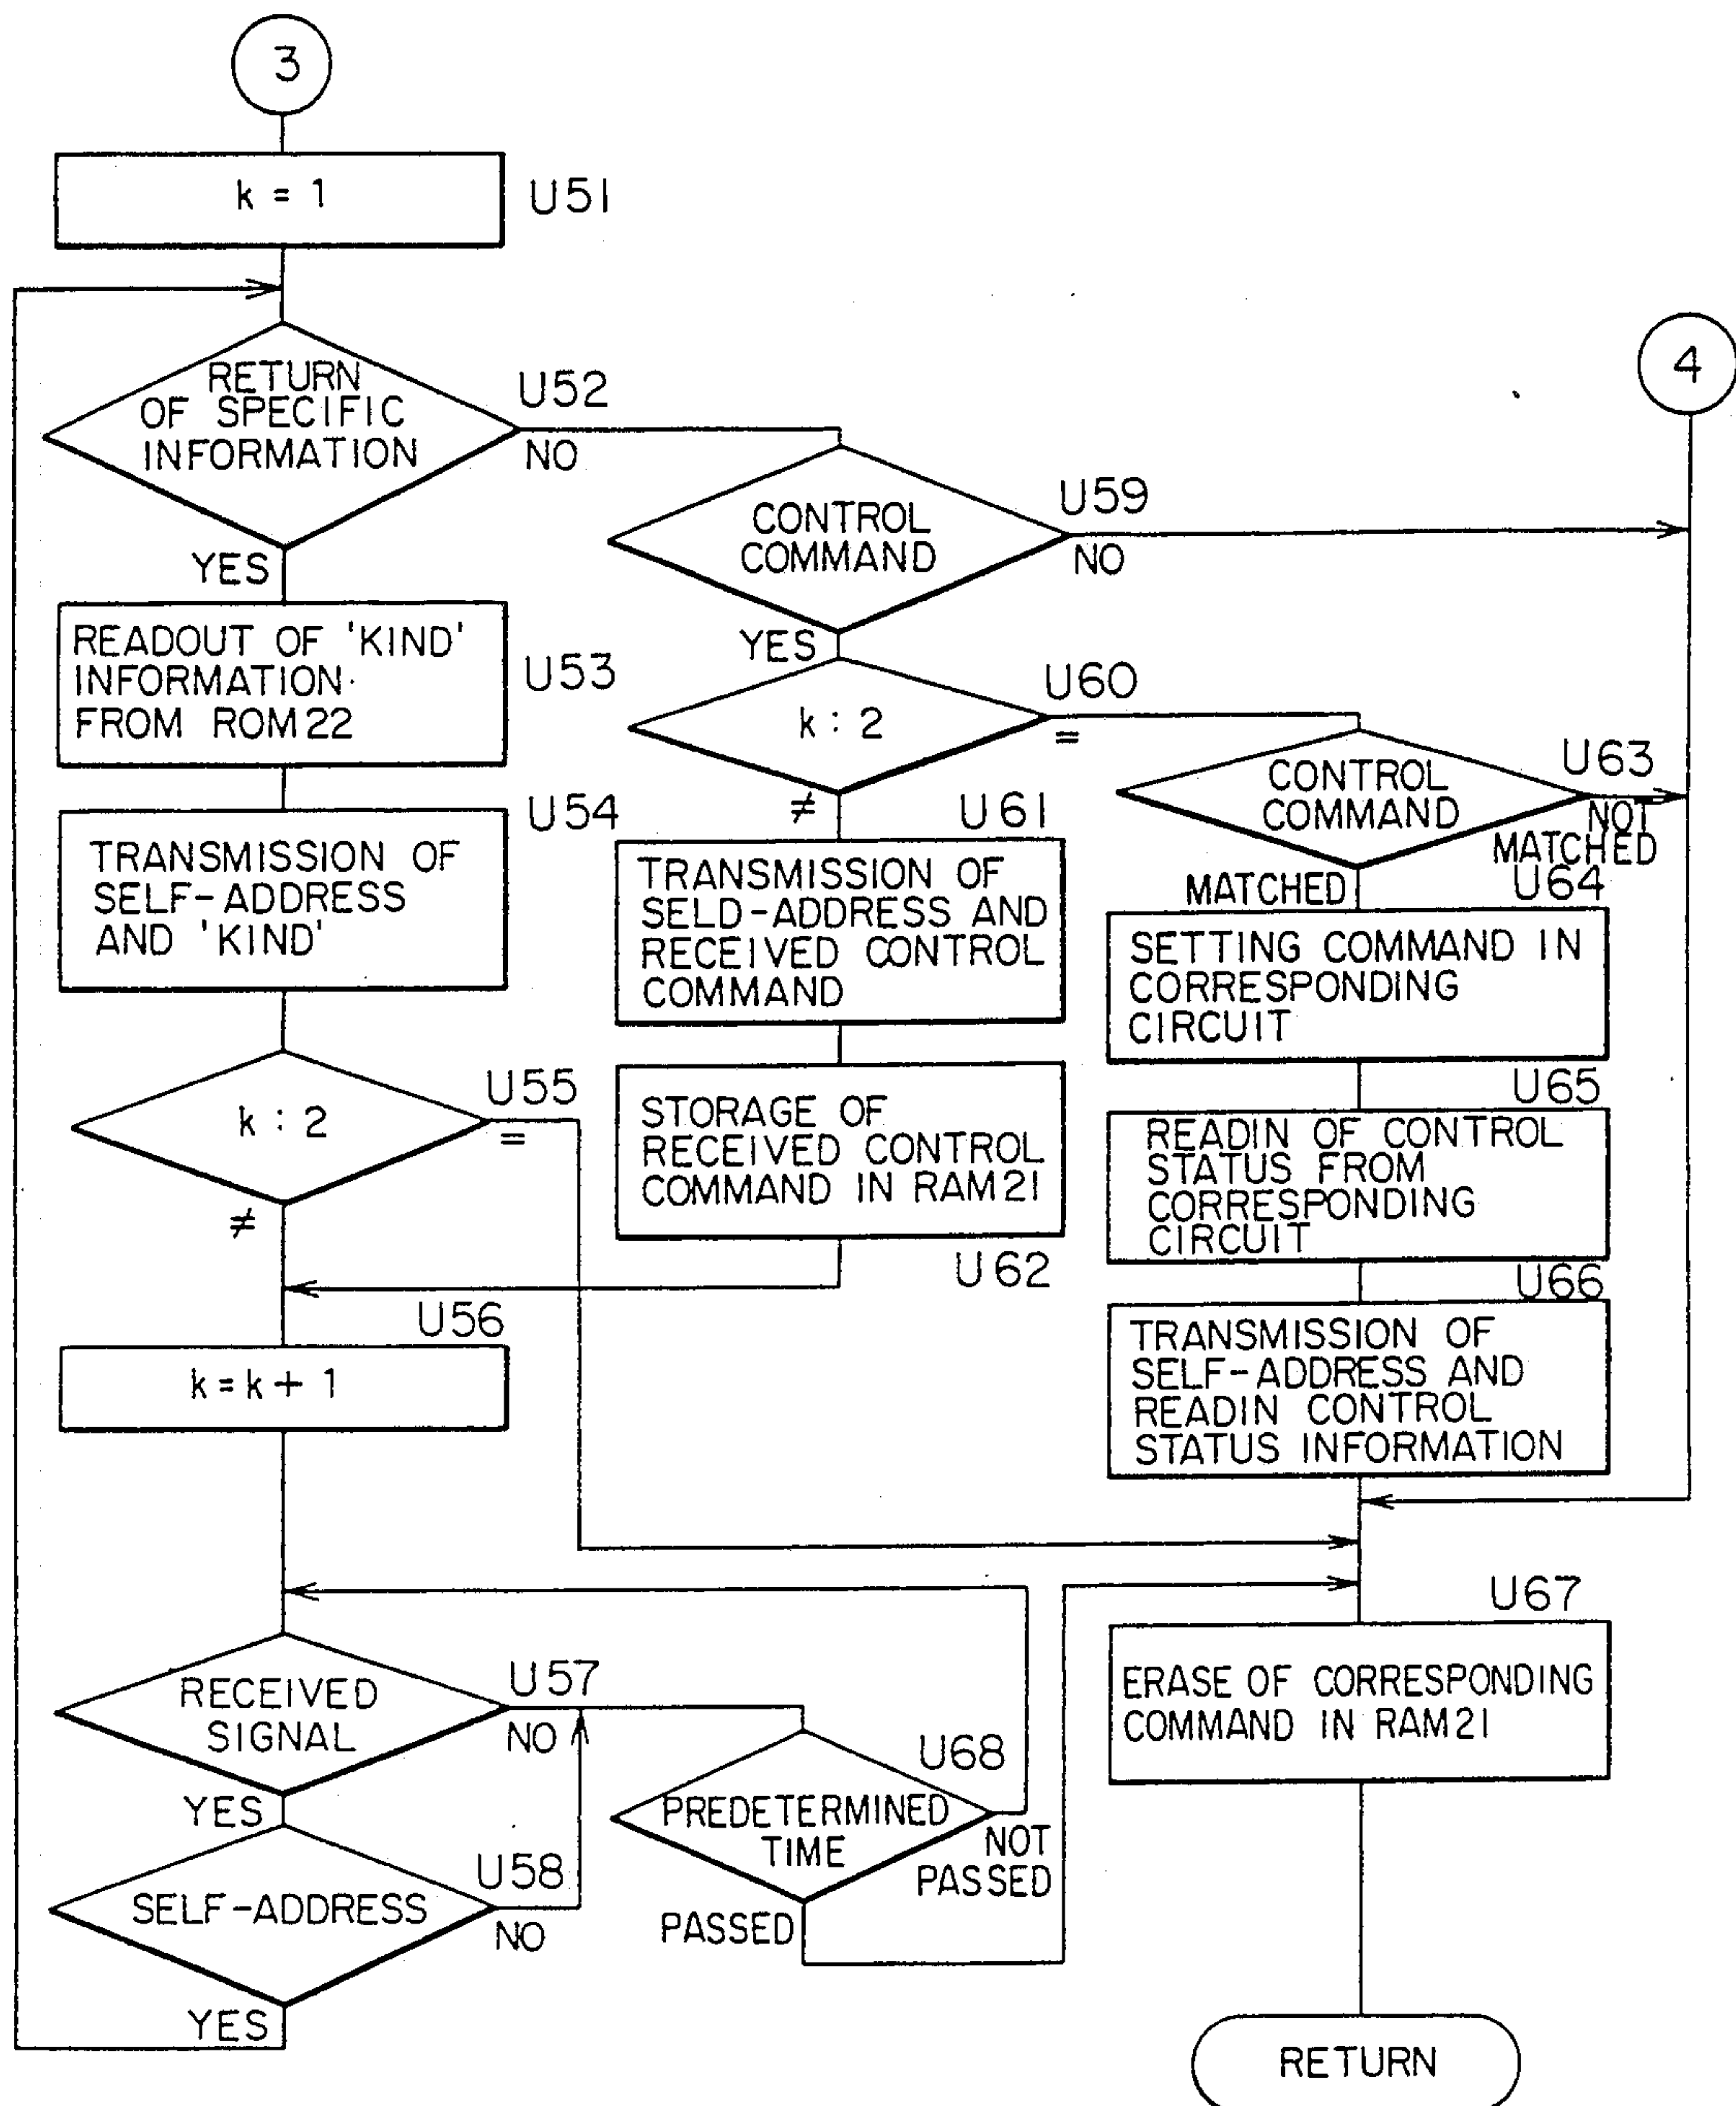 3
k = 1
U51
RETURN
OF SPECIFIC
INFORMATION
U52
NO
YES
READOUT OF 'KIND'
INFORMATION
FROM ROM22
U53
TRANSMISSION OF
SELF-ADDRESS
AND 'KIND'
U54
k : 2
U55
=
≠
U56
k = k + 1
RECEIVED
SIGNAL
U57
NO
YES
SELF-ADDRESS
U58
NO
YES
CONTROL
COMMAND
U59
NO
YES
k : 2
U60
=
≠
U61
TRANSMISSION OF
SELD-ADDRESS AND
RECEIVED CONTROL
COMMAND
STORAGE OF
RECEIVED CONTROL
COMMAND IN RAM21
U62
PREDETERMINED
TIME
U68
NOT
PASSED
PASSED
4
CONTROL
COMMAND
U63
NOT
MATCHED
MATCHED
U64
SETTING COMMAND IN
CORRESPONDING
CIRCUIT
U65
READIN OF CONTROL
STATUS FROM
CORRESPONDING
CIRCUIT
U66
TRANSMISSION OF
SELF-ADDRESS AND
READIN CONTROL
STATUS INFORMATION
U67
ERASE OF CORRESPONDING
COMMAND IN RAM21
RETURN